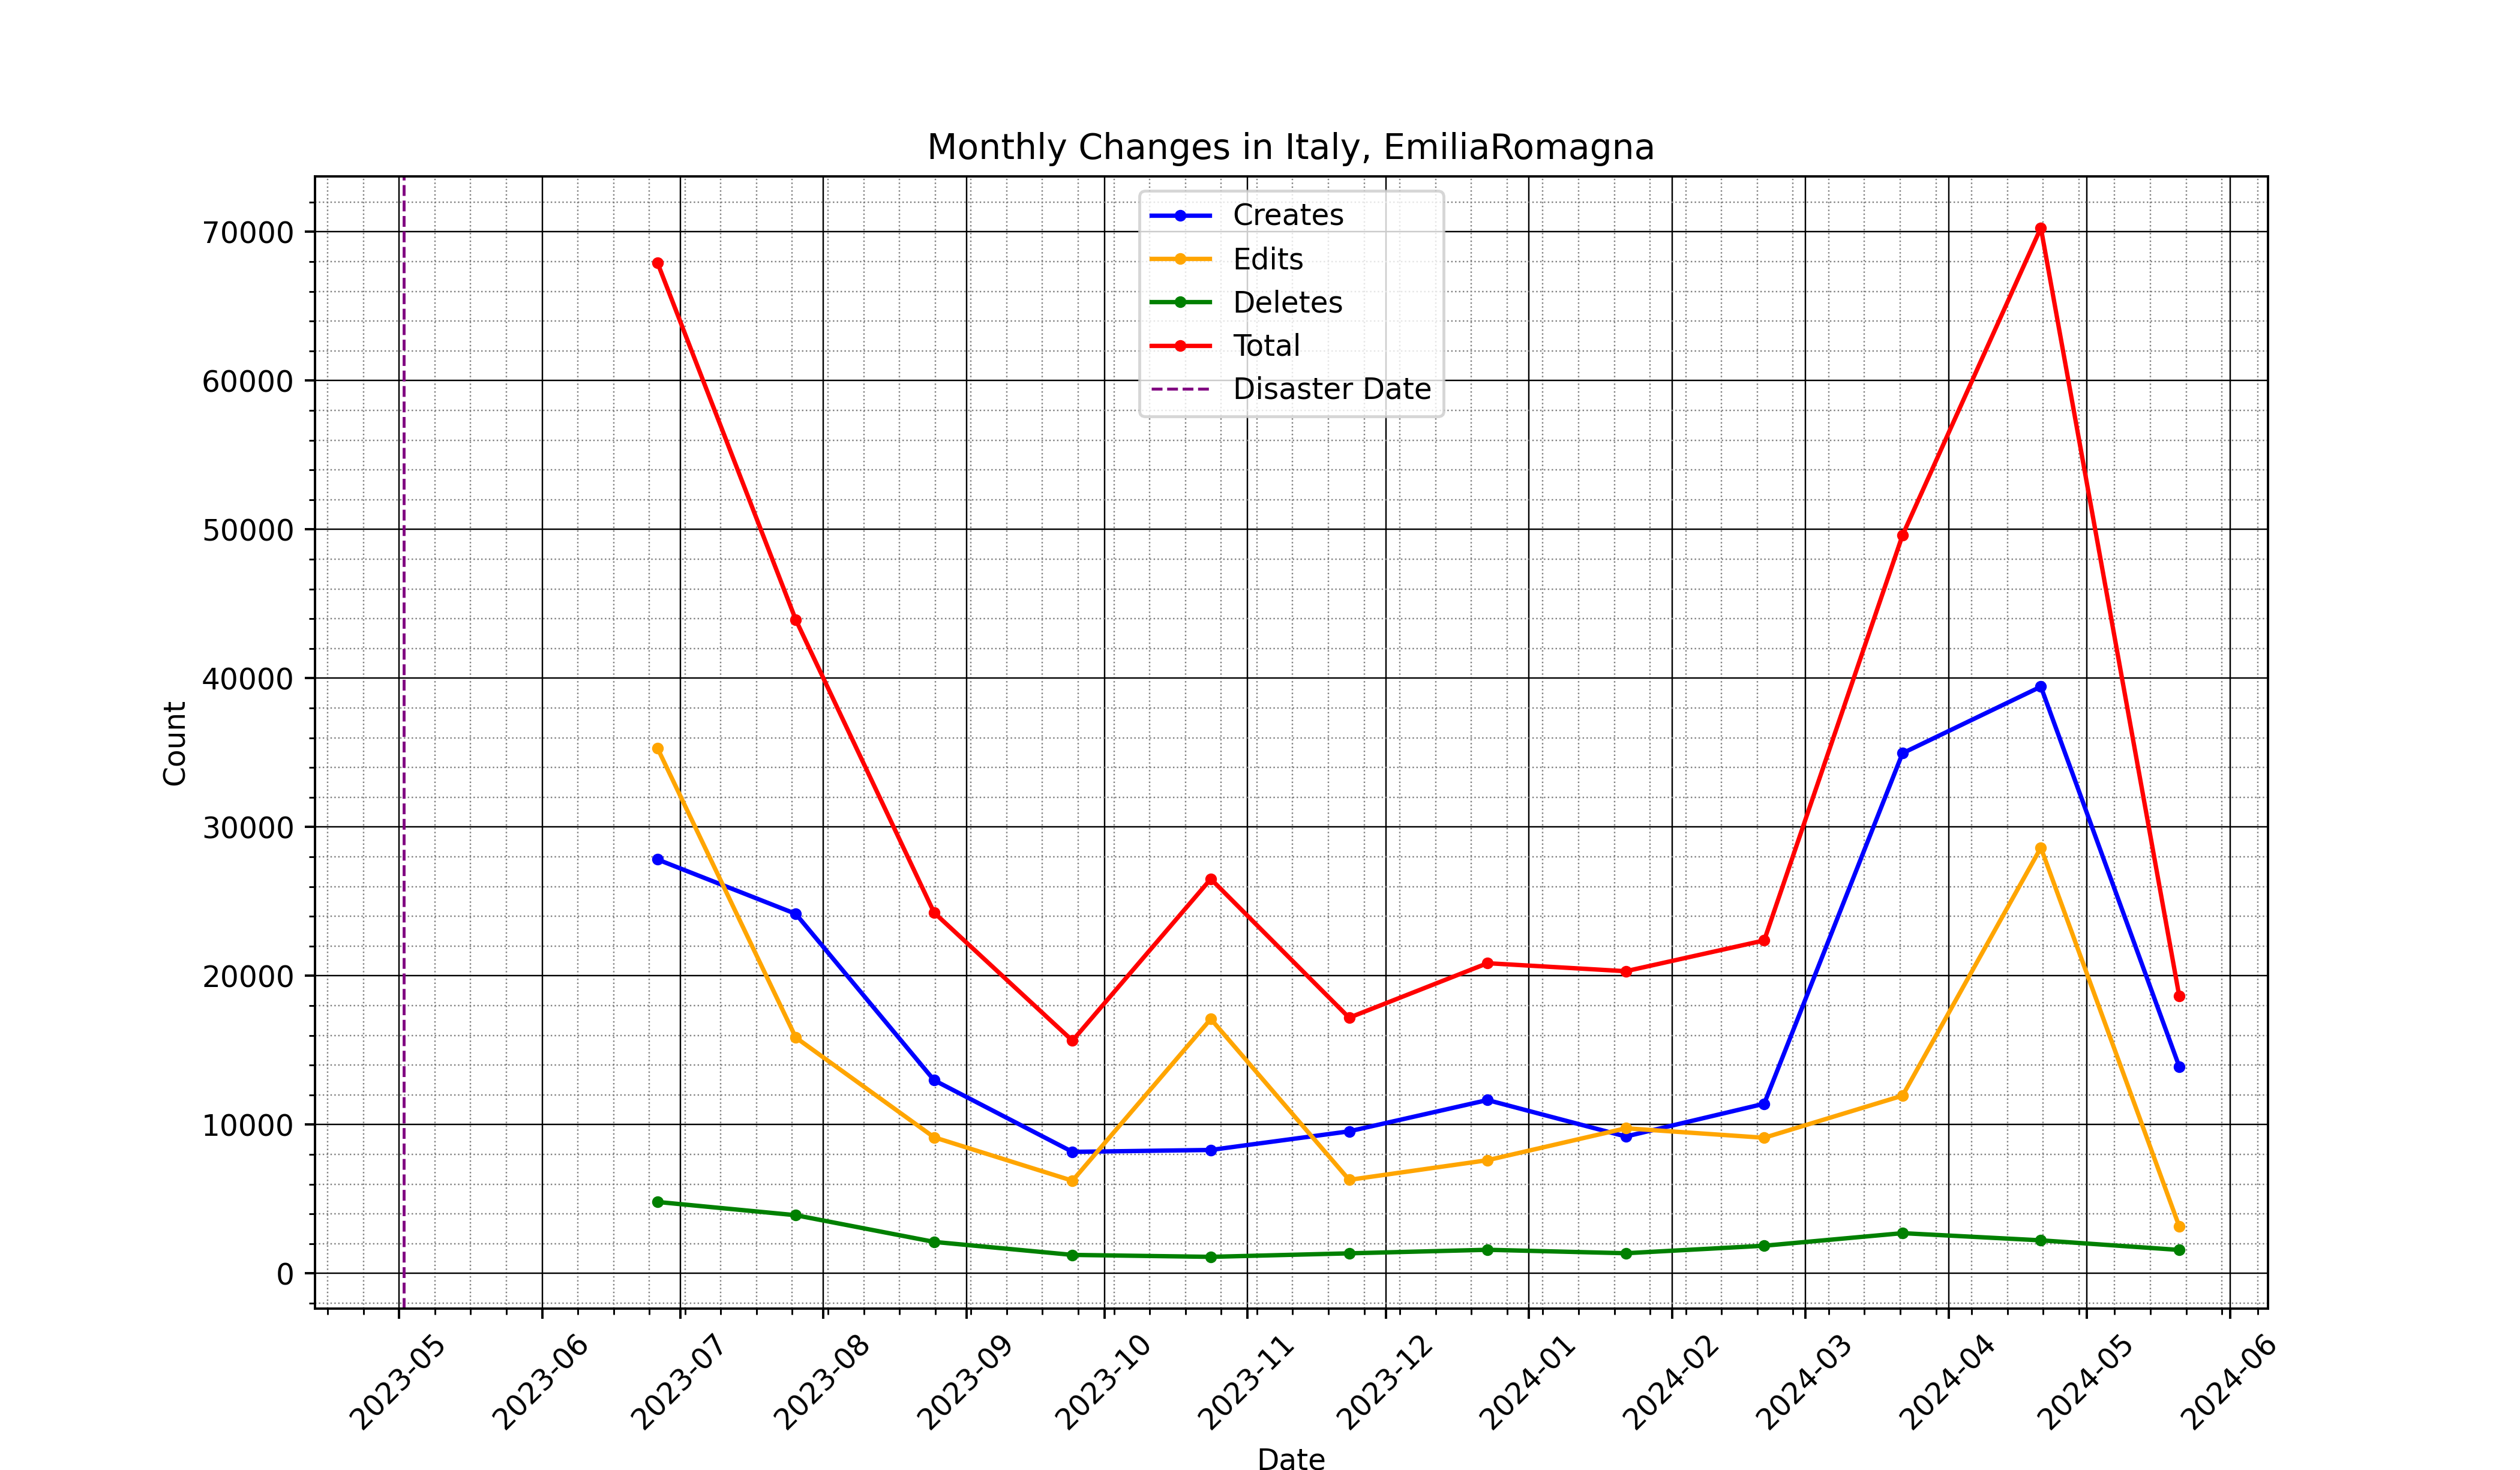 Monthly Changes in Italy, EmiliaRomagna
Creates
Edits
Deletes
Total
Disaster Date
70000
60000
50000
40000
30000
20000
10000
0
Count
2023-05
2023-06
2023-07
2023-08
2023-09
2023-10
2023-11
2023-12
2024-01
2024-02
2024-03
2024-04
2024-05
2024-06
Date